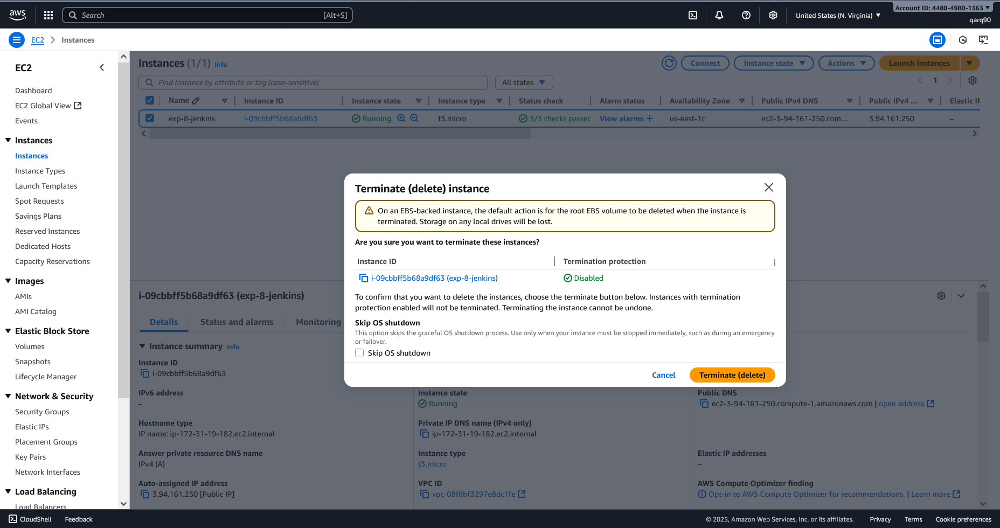 aws
Search
[Alt+S]
United States (N. Virginia)
Account ID: 4480-4980-1363
qarq90
EC2
Instances
EC2
Dashboard
EC2 Global View
Events
Instances
Instances
Instance Types
Launch Templates
Spot Requests
Savings Plans
Reserved Instances
Dedicated Hosts
Capacity Reservations
Images
AMIs
AMI Catalog
Elastic Block Store
Volumes
Snapshots
Lifecycle Manager
Network & Security
Security Groups
Elastic IPs
Placement Groups
Key Pairs
Network Interfaces
Load Balancing
Load Balancers
Instances (1/1) Info
Connect
Instance state
Actions
Launch instances
Find Instance by attribute or tag (case-sensitive)
All states
1
Name Instance ID Instance state Instance type Status check Alarm status Availability Zone Public IPv4 DNS Public IPv4 ... Elastic IP
exp-8-jenkins i-09cbbff5b68a9df63 Running t3.micro 3/3 checks passed View alarms + us-east-1c ec2-3-94-161-250.com... 3.94.161.250 –
Terminate (delete) instance
On an EBS-backed instance, the default action is for the root EBS volume to be deleted when the instance is
terminated. Storage on any local drives will be lost.
Are you sure you want to terminate these instances?
Instance ID Termination protection
i-09cbbff5b68a9df63 (exp-8-jenkins) Disabled
To confirm that you want to delete the instances, choose the terminate button below. Instances with termination
protection enabled will not be terminated. Terminating the instance cannot be undone.
Skip OS shutdown
This option skips the graceful OS shutdown process. Use only when your instance must be stopped immediately, such as during an emergency
or failover.
Skip OS shutdown
Cancel
Terminate (delete)
i-09cbbff5b68a9df63 (exp-8-jenkins)
Details
Status and alarms
Monitoring
Instance summary Info
Instance ID
i-09cbbff5b68a9df63
IPv6 address
–
Hostname type
IP name: ip-172-31-19-182.ec2.internal
Answer private resource DNS name
IPv4 (A)
Auto-assigned IP address
3.94.161.250 [Public IP]
Instance state
Running
Private IP DNS name (IPv4 only)
ip-172-31-19-182.ec2.internal
Instance type
t3.micro
VPC ID
vpc-08f8bf3297e8dc1fe
Public DNS
ec2-3-94-161-250.compute-1.amazonaws.com | open address
Elastic IP addresses
–
AWS Compute Optimizer finding
Opt-in to AWS Compute Optimizer for recommendations. | Learn more
CloudShell
Feedback
© 2025, Amazon Web Services, Inc. or its affiliates.
Privacy
Terms
Cookie preferences